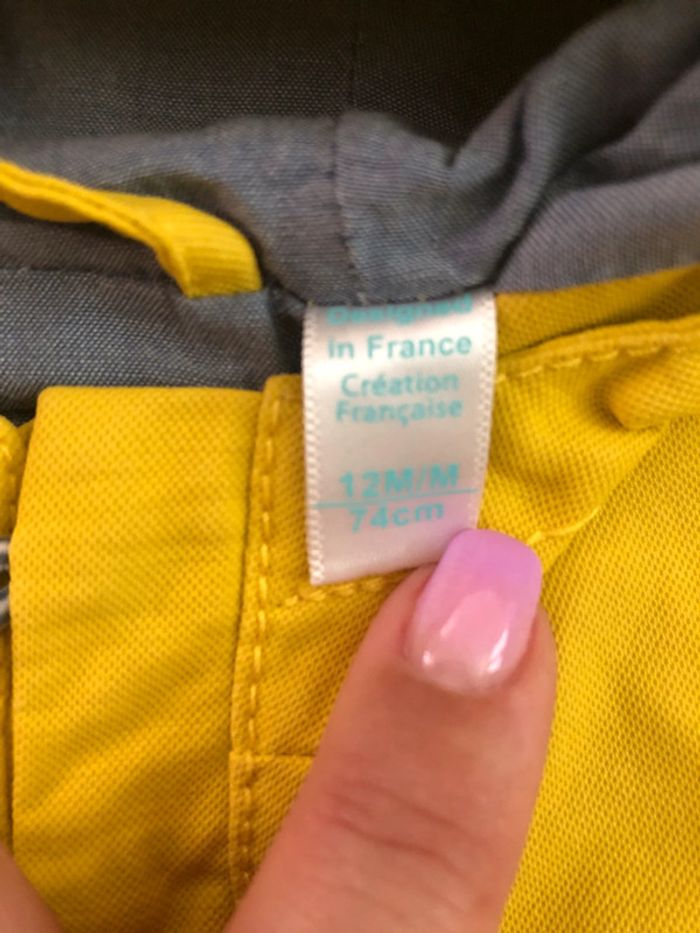 Designed
in France
Création
Française
12M/M
74cm